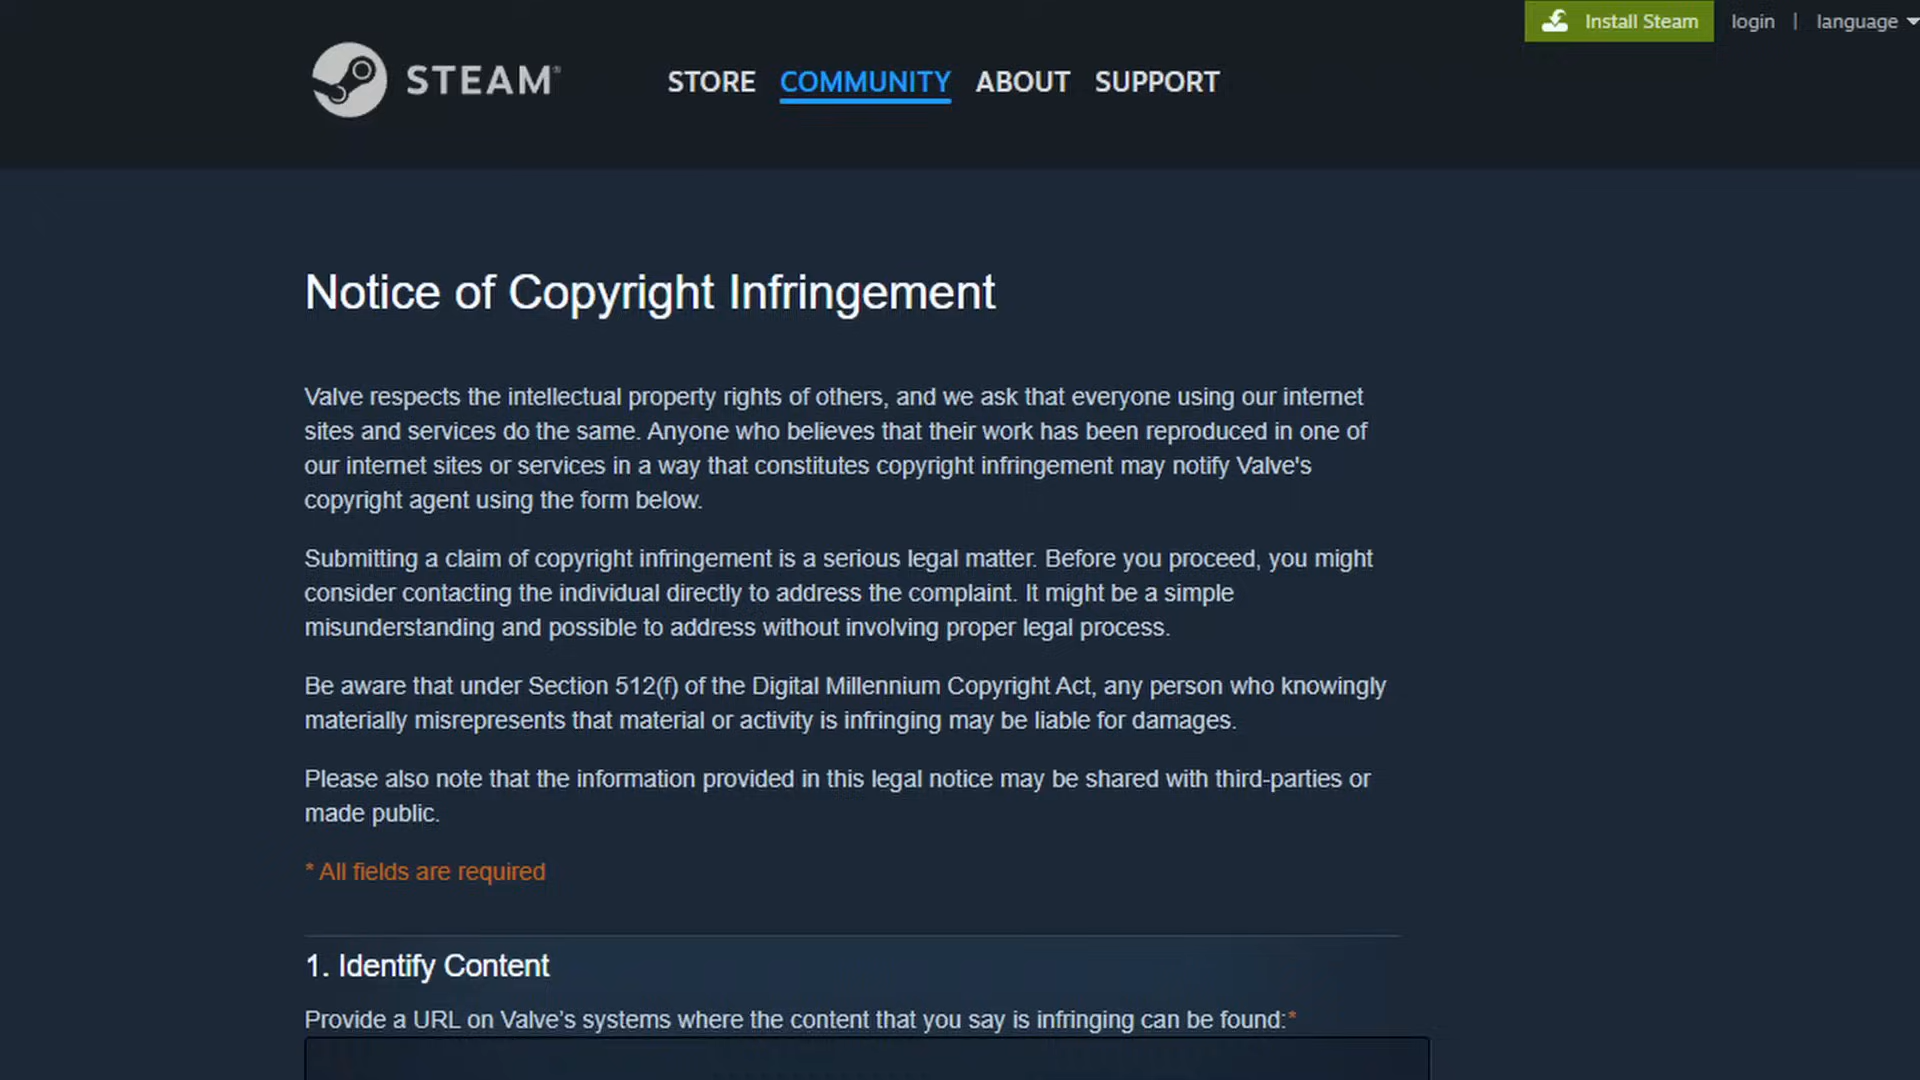 Install Steam login | language
STEAM® STORE COMMUNITY ABOUT SUPPORT
Notice of Copyright Infringement
Valve respects the intellectual property rights of others, and we ask that everyone using our internet
sites and services do the same. Anyone who believes that their work has been reproduced in one of
our internet sites or services in a way that constitutes copyright infringement may notify Valve's
copyright agent using the form below.
Submitting a claim of copyright infringement is a serious legal matter. Before you proceed, you might
consider contacting the individual directly to address the complaint. It might be a simple
misunderstanding and possible to address without involving proper legal process.
Be aware that under Section 512(f) of the Digital Millennium Copyright Act, any person who knowingly
materially misrepresents that material or activity is infringing may be liable for damages.
Please also note that the information provided in this legal notice may be shared with third-parties or
made public.
* All fields are required
1. Identify Content
Provide a URL on Valve's systems where the content that you say is infringing can be found:*